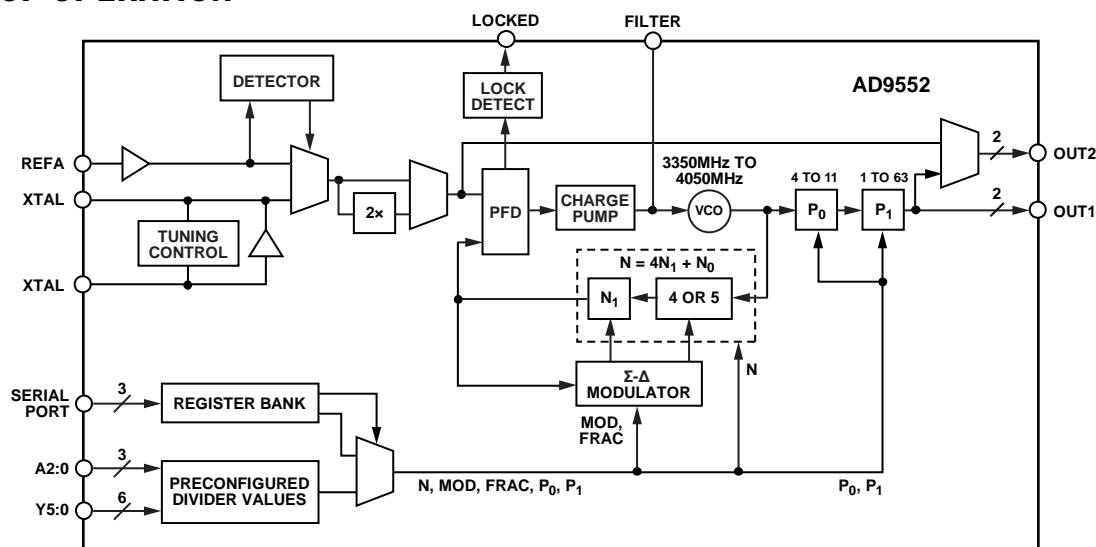 LOCKED
FILTER
DETECTOR
LOCK
DETECT
AD9552
REFA
XTAL
2×
PFD
CHARGE
PUMP
3350MHz TO
4050MHz
VCO
4 TO 11
P0
1 TO 63
P1
2
OUT2
2
OUT1
TUNING
CONTROL
XTAL
N = 4N1 + N0
N1
4 OR 5
N
Σ-Δ
MODULATOR
MOD,
FRAC
SERIAL
PORT
3
REGISTER BANK
A2:0
3
Y5:0
6
PRECONFIGURED
DIVIDER VALUES
N, MOD, FRAC, P0, P1
P0, P1